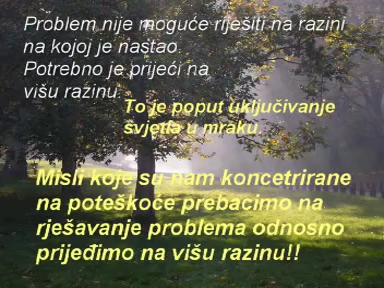 Problem nije moguće riješiti na razini
na kojoj je nastao.
Potrebno je prijeći na
višu razinu.
To je poput uključivanje
svjetla u mraku.
Misli koje su nam koncetrirane
na poteškoće prebacimo na
rješavanje problema odnosno
prijeđimo na višu razinu!!